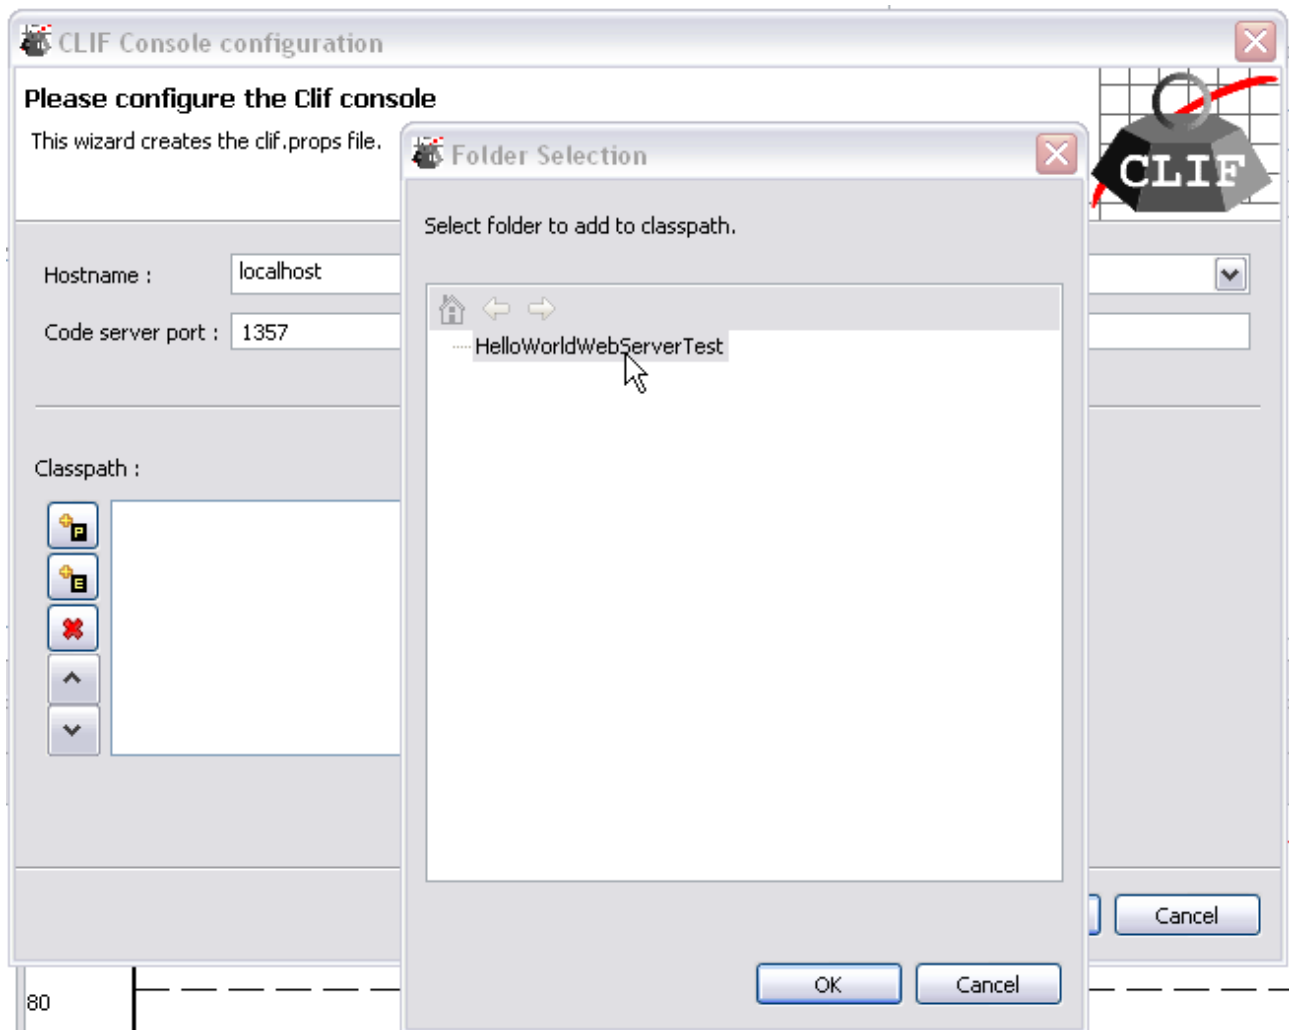 CLIF Console configuration
Please configure the Clif console
This wizard creates the clif.props file.
CLIF
Folder Selection
Select folder to add to classpath.
Hostname :
localhost
Code server port :
1357
HelloWorldWebServerTest
Classpath :
P
E
Cancel
OK
Cancel
80